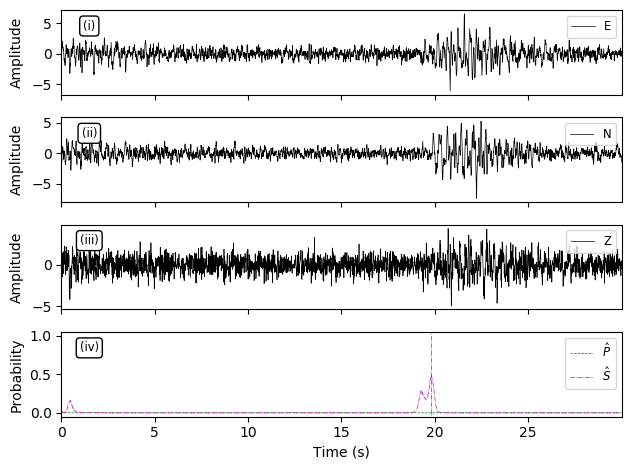 5
0
−5
Amplitude
(i)
E
5
0
−5
Amplitude
(ii)
N
0
−5
Amplitude
(iii)
Z
1.0
0.5
0.0
Probability
(iv)
P̂
Ŝ
0 5 10 15 20 25
Time (s)